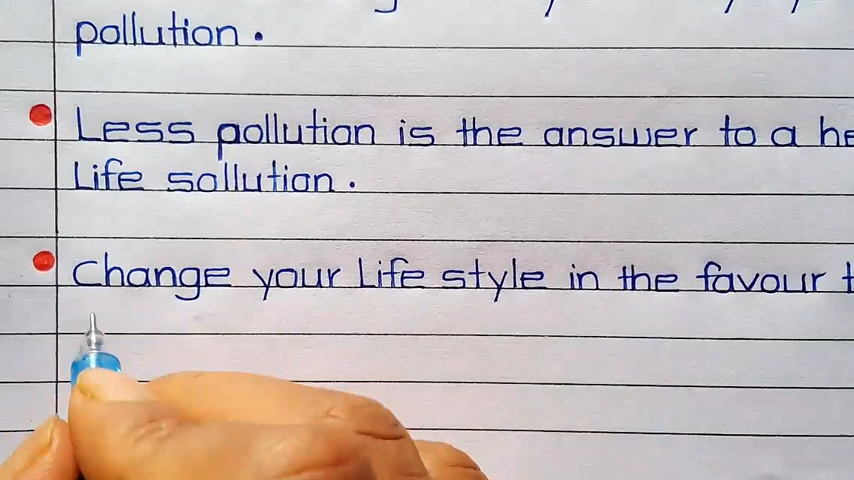 pollution.
Less pollution is the answer to a he
Life sollution.
Change your Life style in the favour t